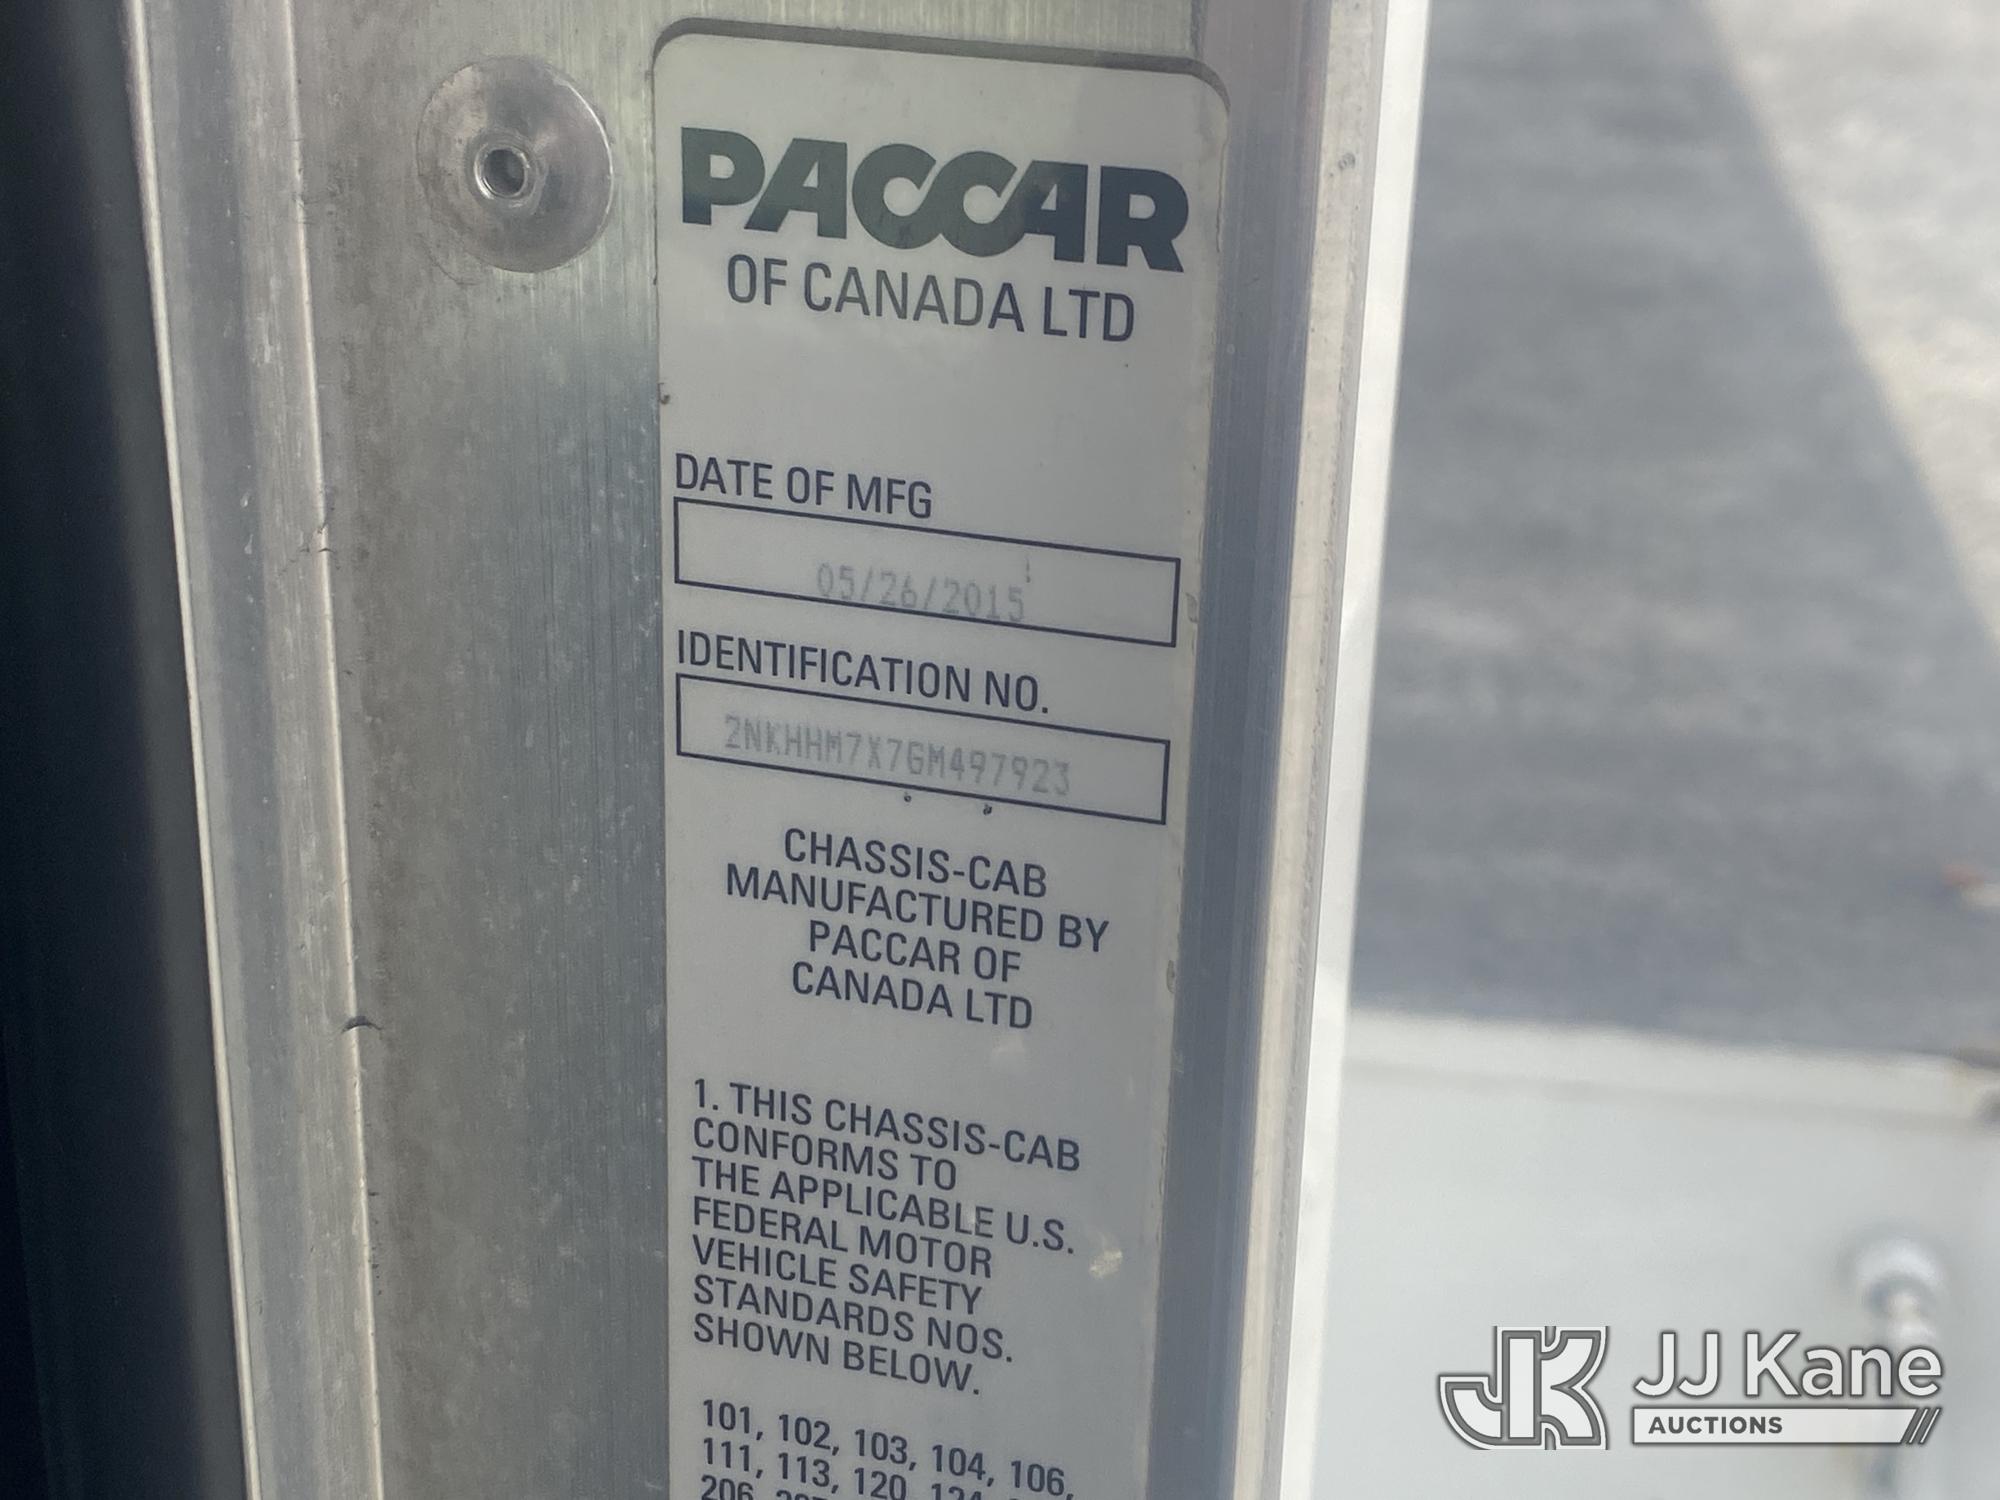 PACCAR
OF CANADA LTD
DATE OF MFG
05/26/2015
IDENTIFICATION NO.
2NKHHM7X7GM497923
CHASSIS-CAB
MANUFACTURED BY
PACCAR OF
CANADA LTD
1. THIS CHASSIS-CAB
CONFORMS TO
THE APPLICABLE U.S.
FEDERAL MOTOR
VEHICLE SAFETY
STANDARDS NOS.
SHOWN BELOW.
101, 102, 103, 104, 106,
111, 113, 120,
206,
JK JJ Kane
AUCTIONS